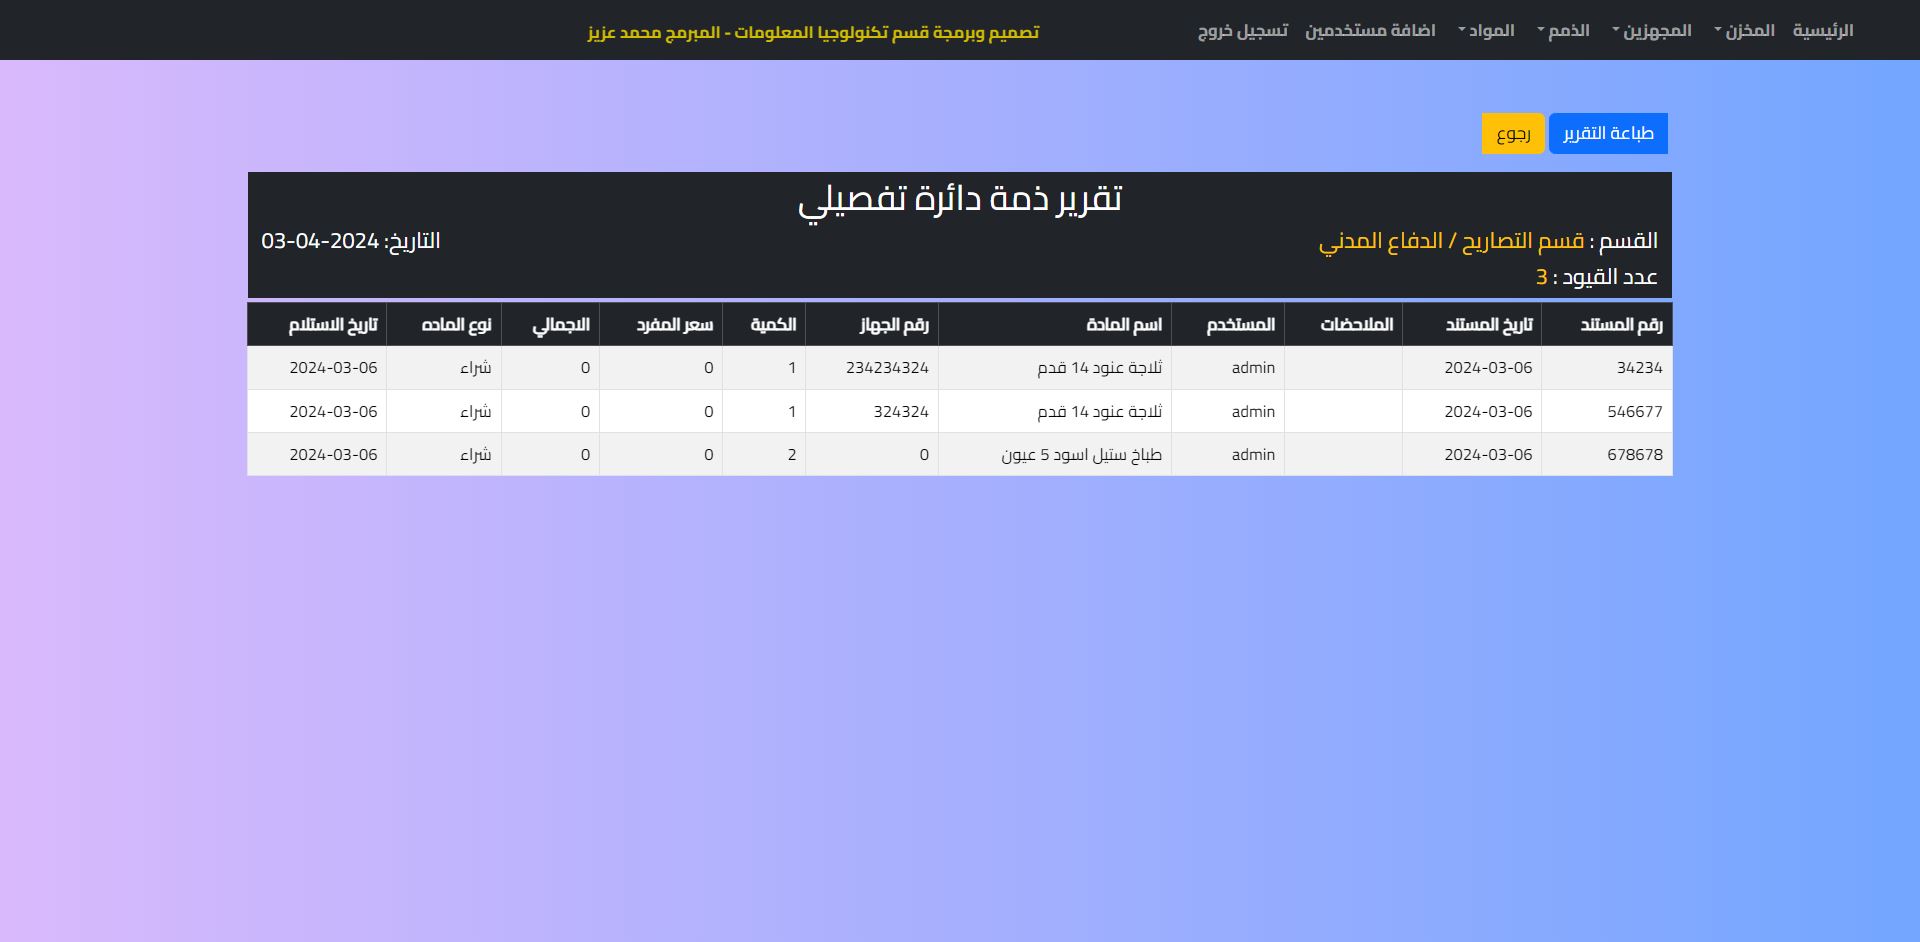 الرئيسية المخزن المجهزين الذمم المواد اضافة مستخدمين تسجيل خروج تصميم وبرمجة قسم تكنولوجيا المعلومات - المبرمج محمد عزيز
طباعة التقرير رجوع
تقرير ذمة دائرة تفصيلي
القسم : قسم التصاريح / الدفاع المدني التاريخ: 2024-04-03
عدد القيود : 3
رقم المستند تاريخ المستند الملاحضات المستخدم اسم المادة رقم الجهاز الكمية سعر المفرد الاجمالي نوع الماده تاريخ الاستلام
34234 2024-03-06 admin ثلاجة عنود 14 قدم 234234324 1 0 0 شراء 2024-03-06
546677 2024-03-06 admin ثلاجة عنود 14 قدم 324324 1 0 0 شراء 2024-03-06
678678 2024-03-06 admin طباخ ستيل اسود 5 عيون 0 2 0 0 شراء 2024-03-06